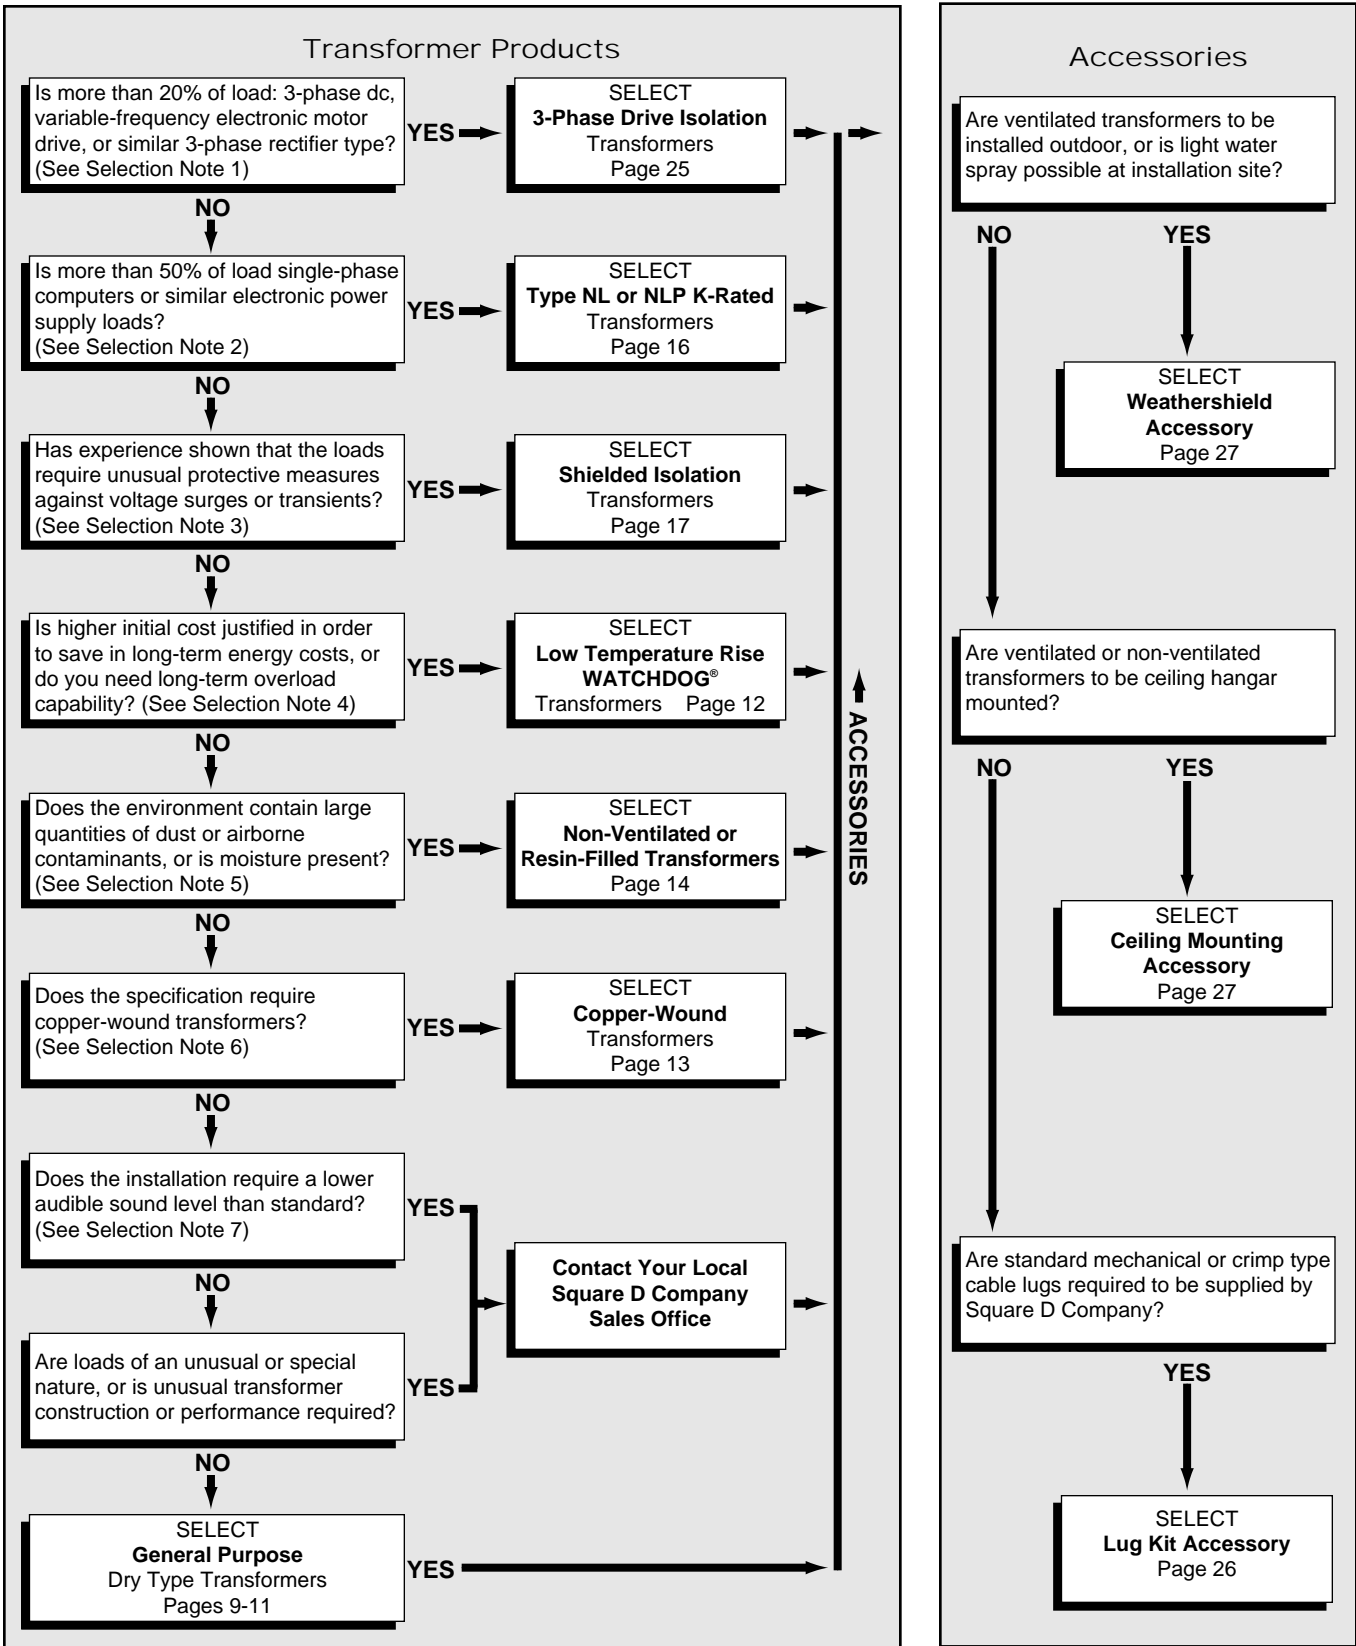 Transformer Products
Is more than 20% of load: 3-phase dc,
variable-frequency electronic motor
drive, or similar 3-phase rectifier type?
(See Selection Note 1)
YES
SELECT
3-Phase Drive Isolation
Transformers
Page 25
NO
Is more than 50% of load single-phase
computers or similar electronic power
supply loads?
(See Selection Note 2)
YES
SELECT
Type NL or NLP K-Rated
Transformers
Page 16
NO
Has experience shown that the loads
require unusual protective measures
against voltage surges or transients?
(See Selection Note 3)
YES
SELECT
Shielded Isolation
Transformers
Page 17
NO
Is higher initial cost justified in order
to save in long-term energy costs, or
do you need long-term overload
capability? (See Selection Note 4)
YES
SELECT
Low Temperature Rise
WATCHDOG®
Transformers Page 12
NO
Does the environment contain large
quantities of dust or airborne
contaminants, or is moisture present?
(See Selection Note 5)
YES
SELECT
Non-Ventilated or
Resin-Filled Transformers
Page 14
NO
Does the specification require
copper-wound transformers?
(See Selection Note 6)
YES
SELECT
Copper-Wound
Transformers
Page 13
NO
Does the installation require a lower
audible sound level than standard?
(See Selection Note 7)
YES
Contact Your Local
Square D Company
Sales Office
NO
Are loads of an unusual or special
nature, or is unusual transformer
construction or performance required?
YES
NO
SELECT
General Purpose
Dry Type Transformers
Pages 9-11
YES
ACCESSORIES
Accessories
Are ventilated transformers to be
installed outdoor, or is light water
spray possible at installation site?
NO
YES
SELECT
Weathershield
Accessory
Page 27
Are ventilated or non-ventilated
transformers to be ceiling hangar
mounted?
NO
YES
SELECT
Ceiling Mounting
Accessory
Page 27
Are standard mechanical or crimp type
cable lugs required to be supplied by
Square D Company?
YES
SELECT
Lug Kit Accessory
Page 26